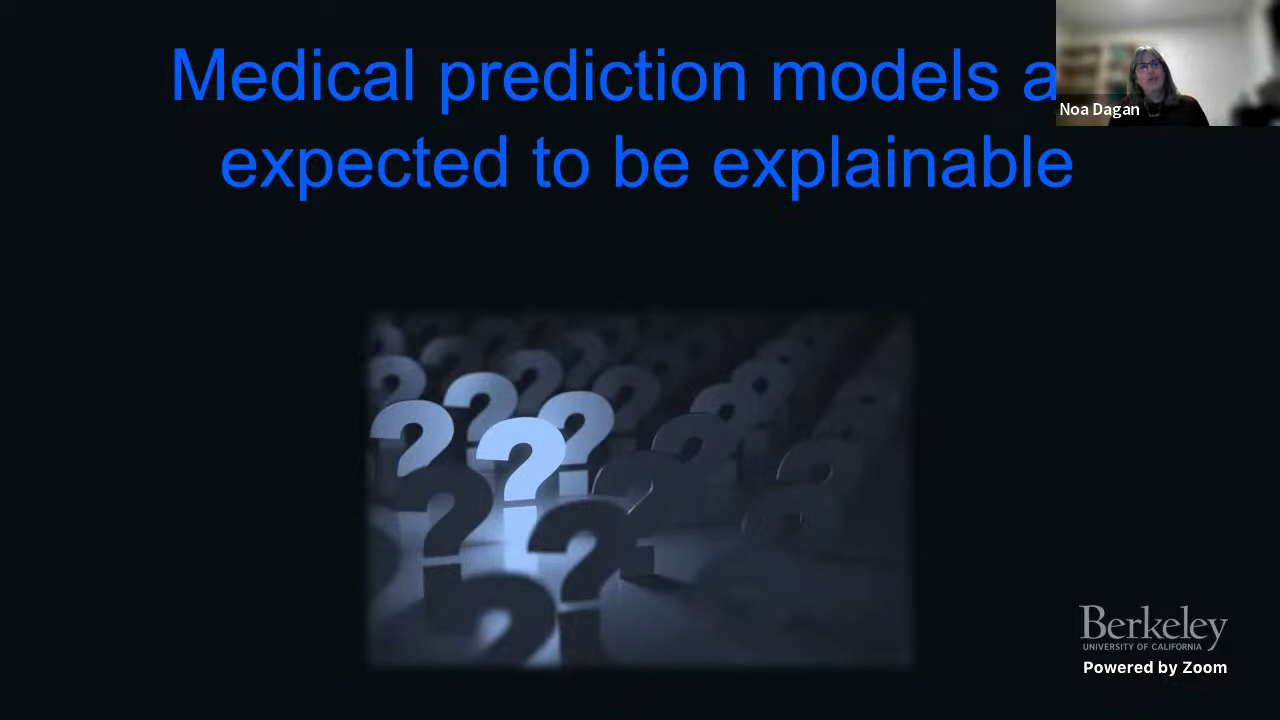 Medical prediction models a
expected to be explainable
Noa Dagan
Berkeley
UNIVERSITY OF CALIFORNIA
Powered by Zoom